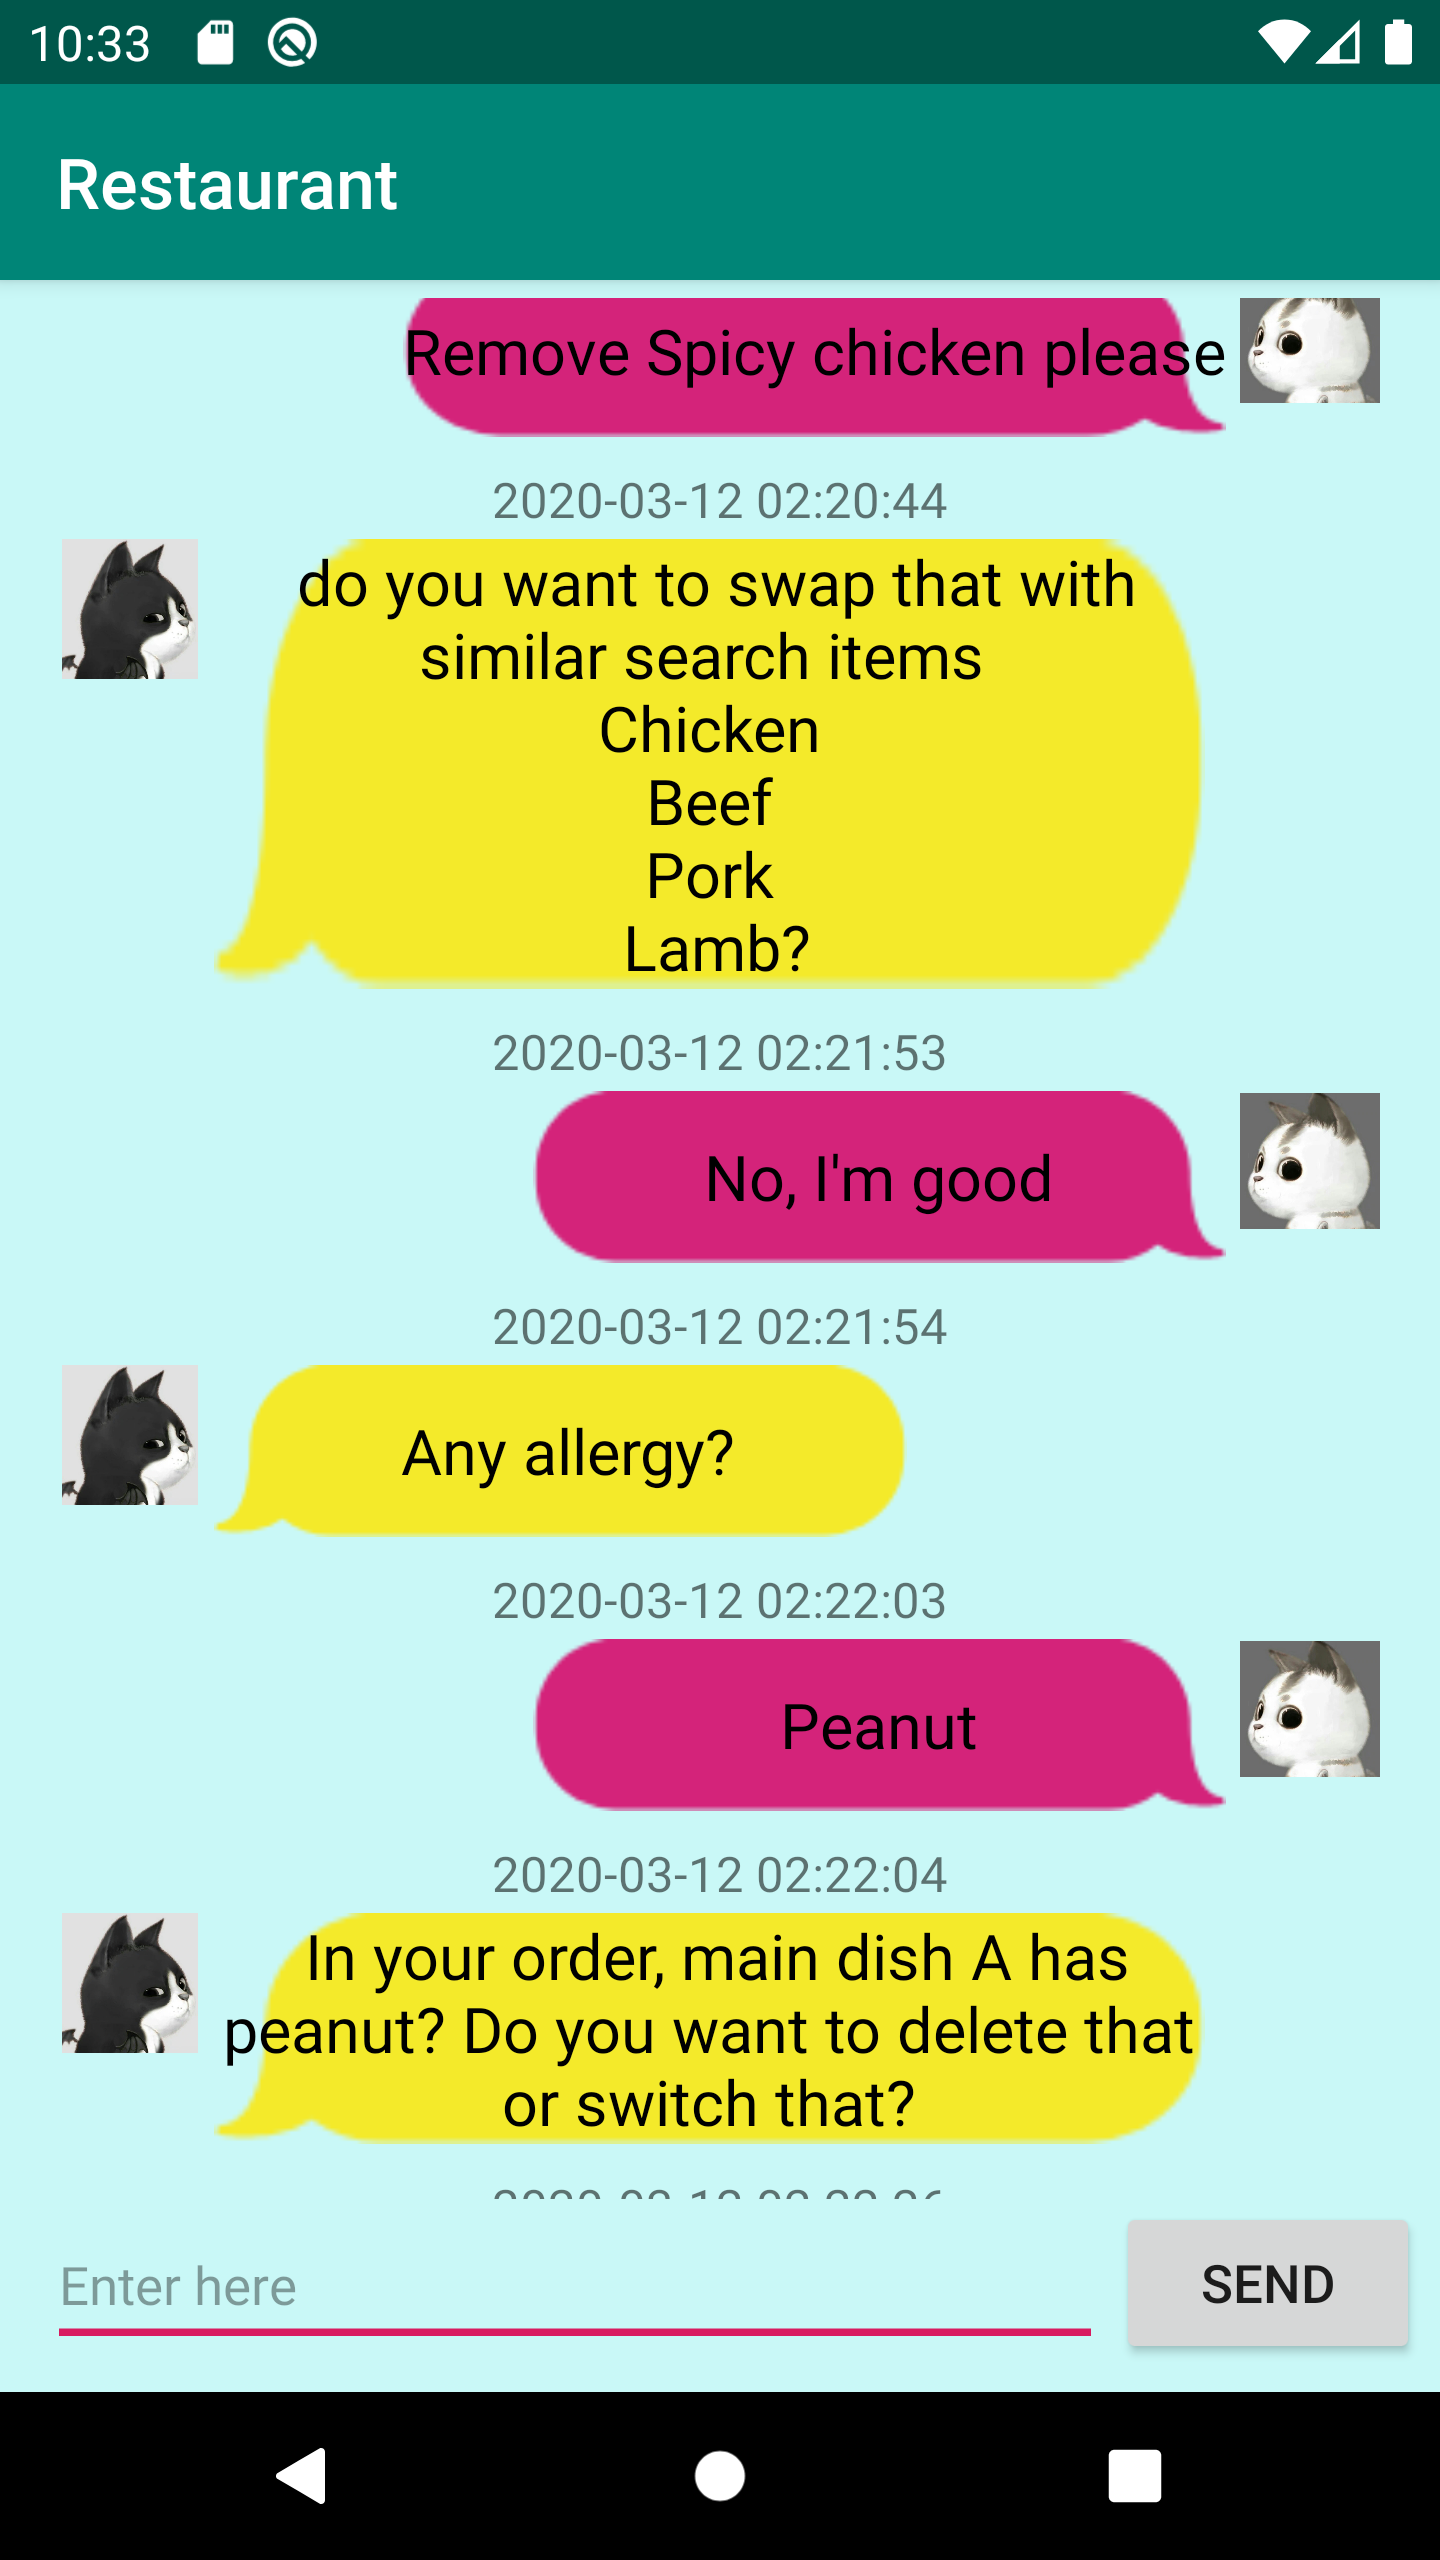 10:33
Restaurant
Remove Spicy chicken please
2020-03-12 02:20:44
do you want to swap that with
similar search items
Chicken
Beef
Pork
Lamb?
2020-03-12 02:21:53
No, I'm good
2020-03-12 02:21:54
Any allergy?
2020-03-12 02:22:03
Peanut
2020-03-12 02:22:04
In your order, main dish A has
peanut? Do you want to delete that
or switch that?
Enter here
SEND